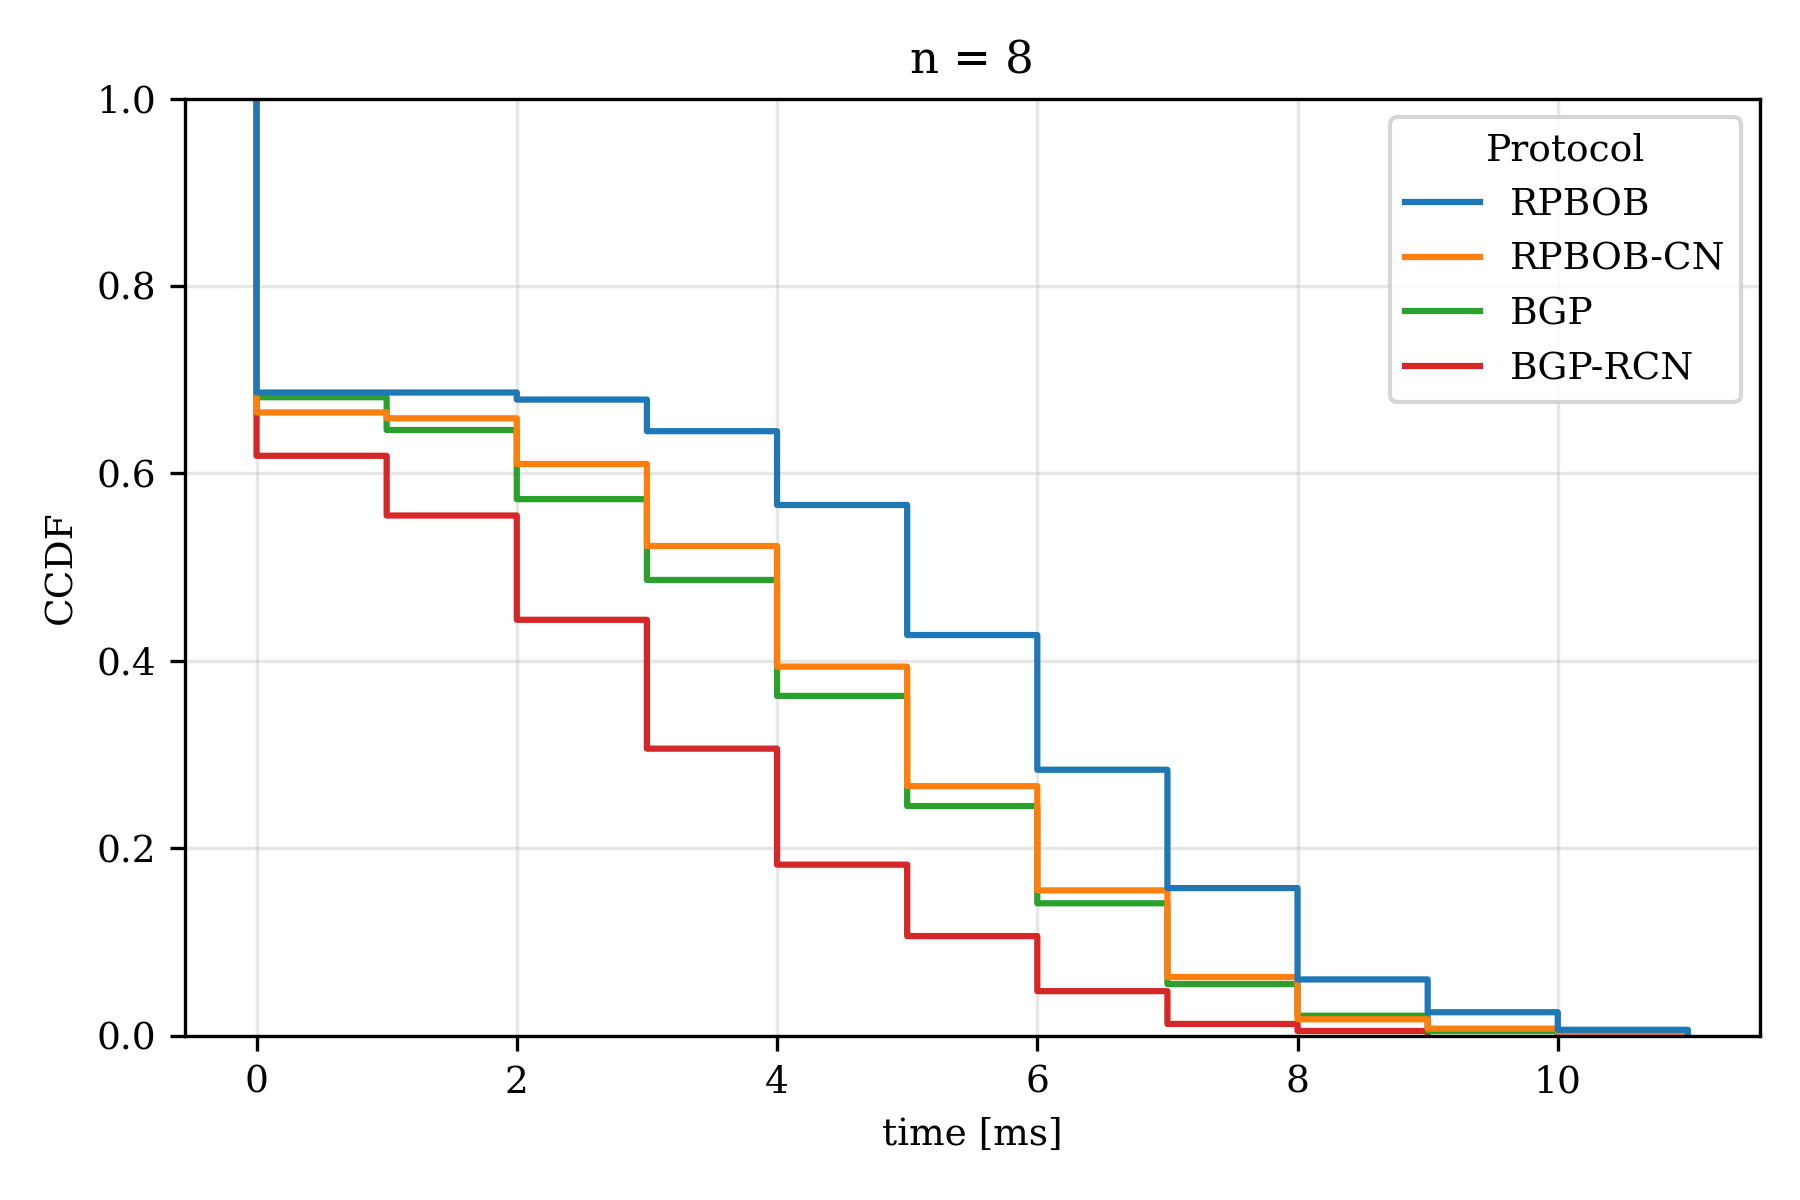 n = 8
1.0
0.8
0.6
0.4
0.2
0.0
CCDF
0 2 4 6 8 10
time [ms]
Protocol
RPBOB
RPBOB-CN
BGP
BGP-RCN